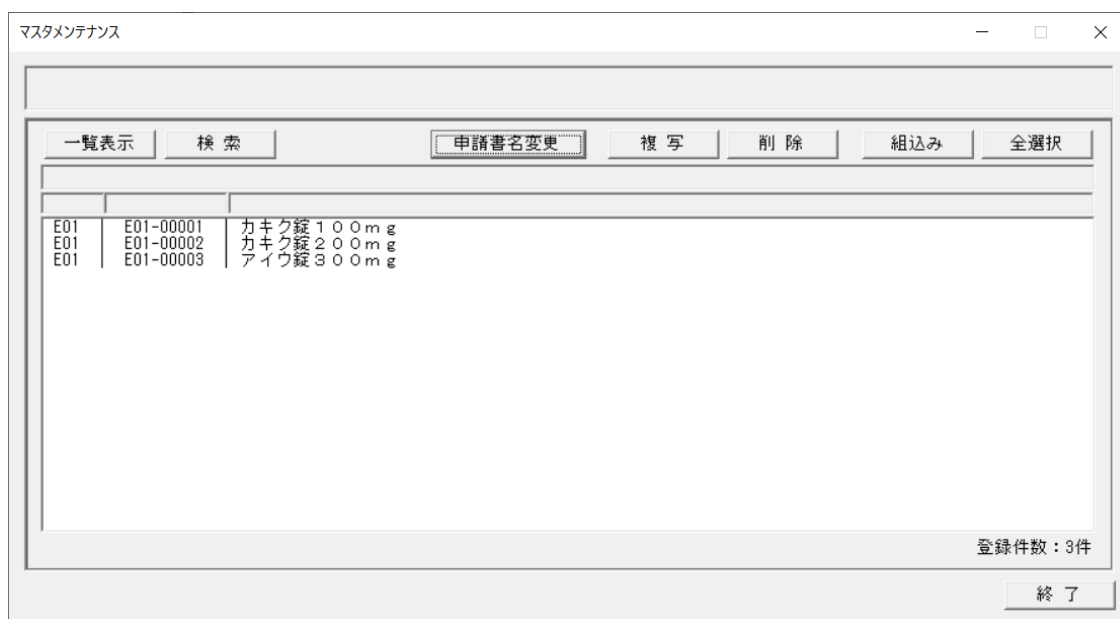 マスタメンテナンス
一覧表示 検 索 申請書名変更 複 写 削 除 組込み 全選択
E01 E01-00001 カキク錠１００ｍｇ
E01 E01-00002 カキク錠２００ｍｇ
E01 E01-00003 アイウ錠３００ｍｇ
登録件数：3件
終 了